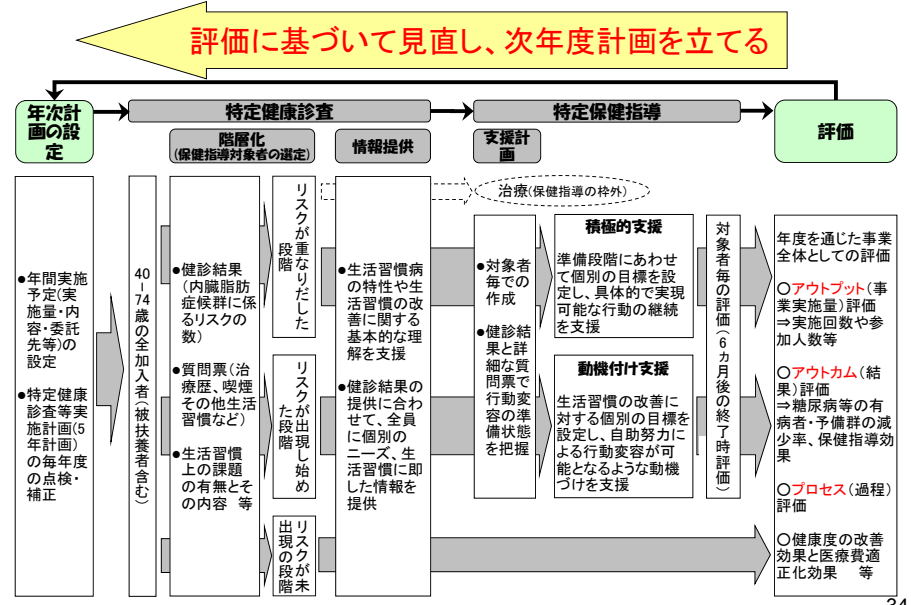 評価に基づいて見直し、次年度計画を立てる
年次計
画の設
定
特定健康診査
特定保健指導
評価
階層化
(保健指導対象者の選定)
情報提供
支援計
画
●年間実施
予定(実
施量・内
容・委託
先等)の
設定
●特定健康
診査等実
施計画(5
年計画)
の毎年度
の点検・
補正
40-74歳の全加入者(被扶養者含む)
●健診結果
(内臓脂肪
症候群に係
るリスクの
数)
●質問票(治
療歴、喫煙
その他生活
習慣など)
●生活習慣
上の課題
の有無とそ
の内容 等
リスクが重なりだした
段階
リスクが出現し始め
た段階
リスクが未
出現の段階
●生活習慣病
の特性や生
活習慣の改
善に関する
基本的な理
解を支援
●健診結果の
提供に合わ
せて、全員
に個別の
ニーズ、生
活習慣に即
した情報を
提供
治療(保健指導の枠外)
●対象者
毎での
作成
●健診結
果と詳
細な質
問票で
行動変
容の準
備状態
を把握
積極的支援
準備段階にあわせ
て個別の目標を設
定し、具体的で実現
可能な行動の継続
を支援
動機付け支援
生活習慣の改善に
対する個別の目標を
設定し、自助努力に
よる行動変容が可
能となるような動機
づけを支援
対象者毎の評価(6カ月後の終了時評価)
年度を通じた事業
全体としての評価
○アウトプット(事
業実施量)評価
⇒実施回数や参
加人数等
○アウトカム(結
果)評価
⇒糖尿病等の有
病者・予備群の減
少率、保健指導効
果
○プロセス(過程)
評価
○健康度の改善
効果と医療費適
正化効果 等
34